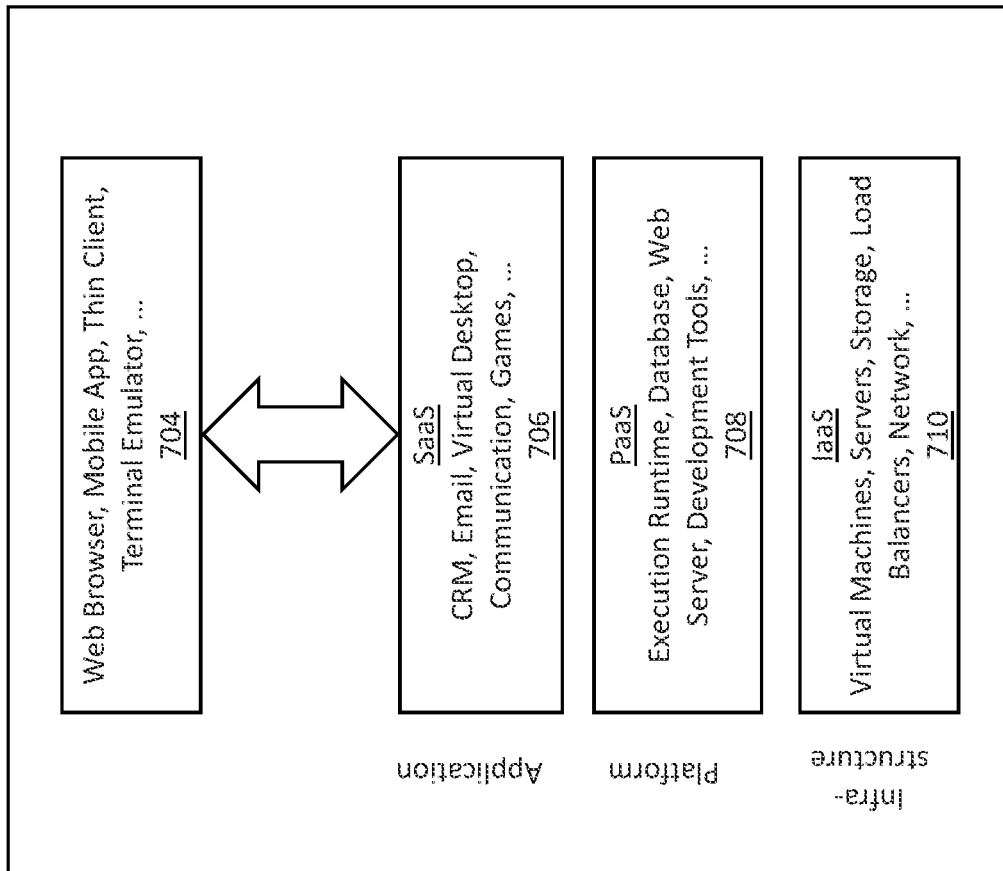 Web Browser, Mobile App, Thin Client,
Terminal Emulator, ...
704
SaaS
CRM, Email, Virtual Desktop,
Communication, Games, ...
706
Application
PaaS
Execution Runtime, Database, Web
Server, Development Tools, ...
708
Platform
IaaS
Virtual Machines, Servers, Storage, Load
Balancers, Network, ...
710
Infra-
structure